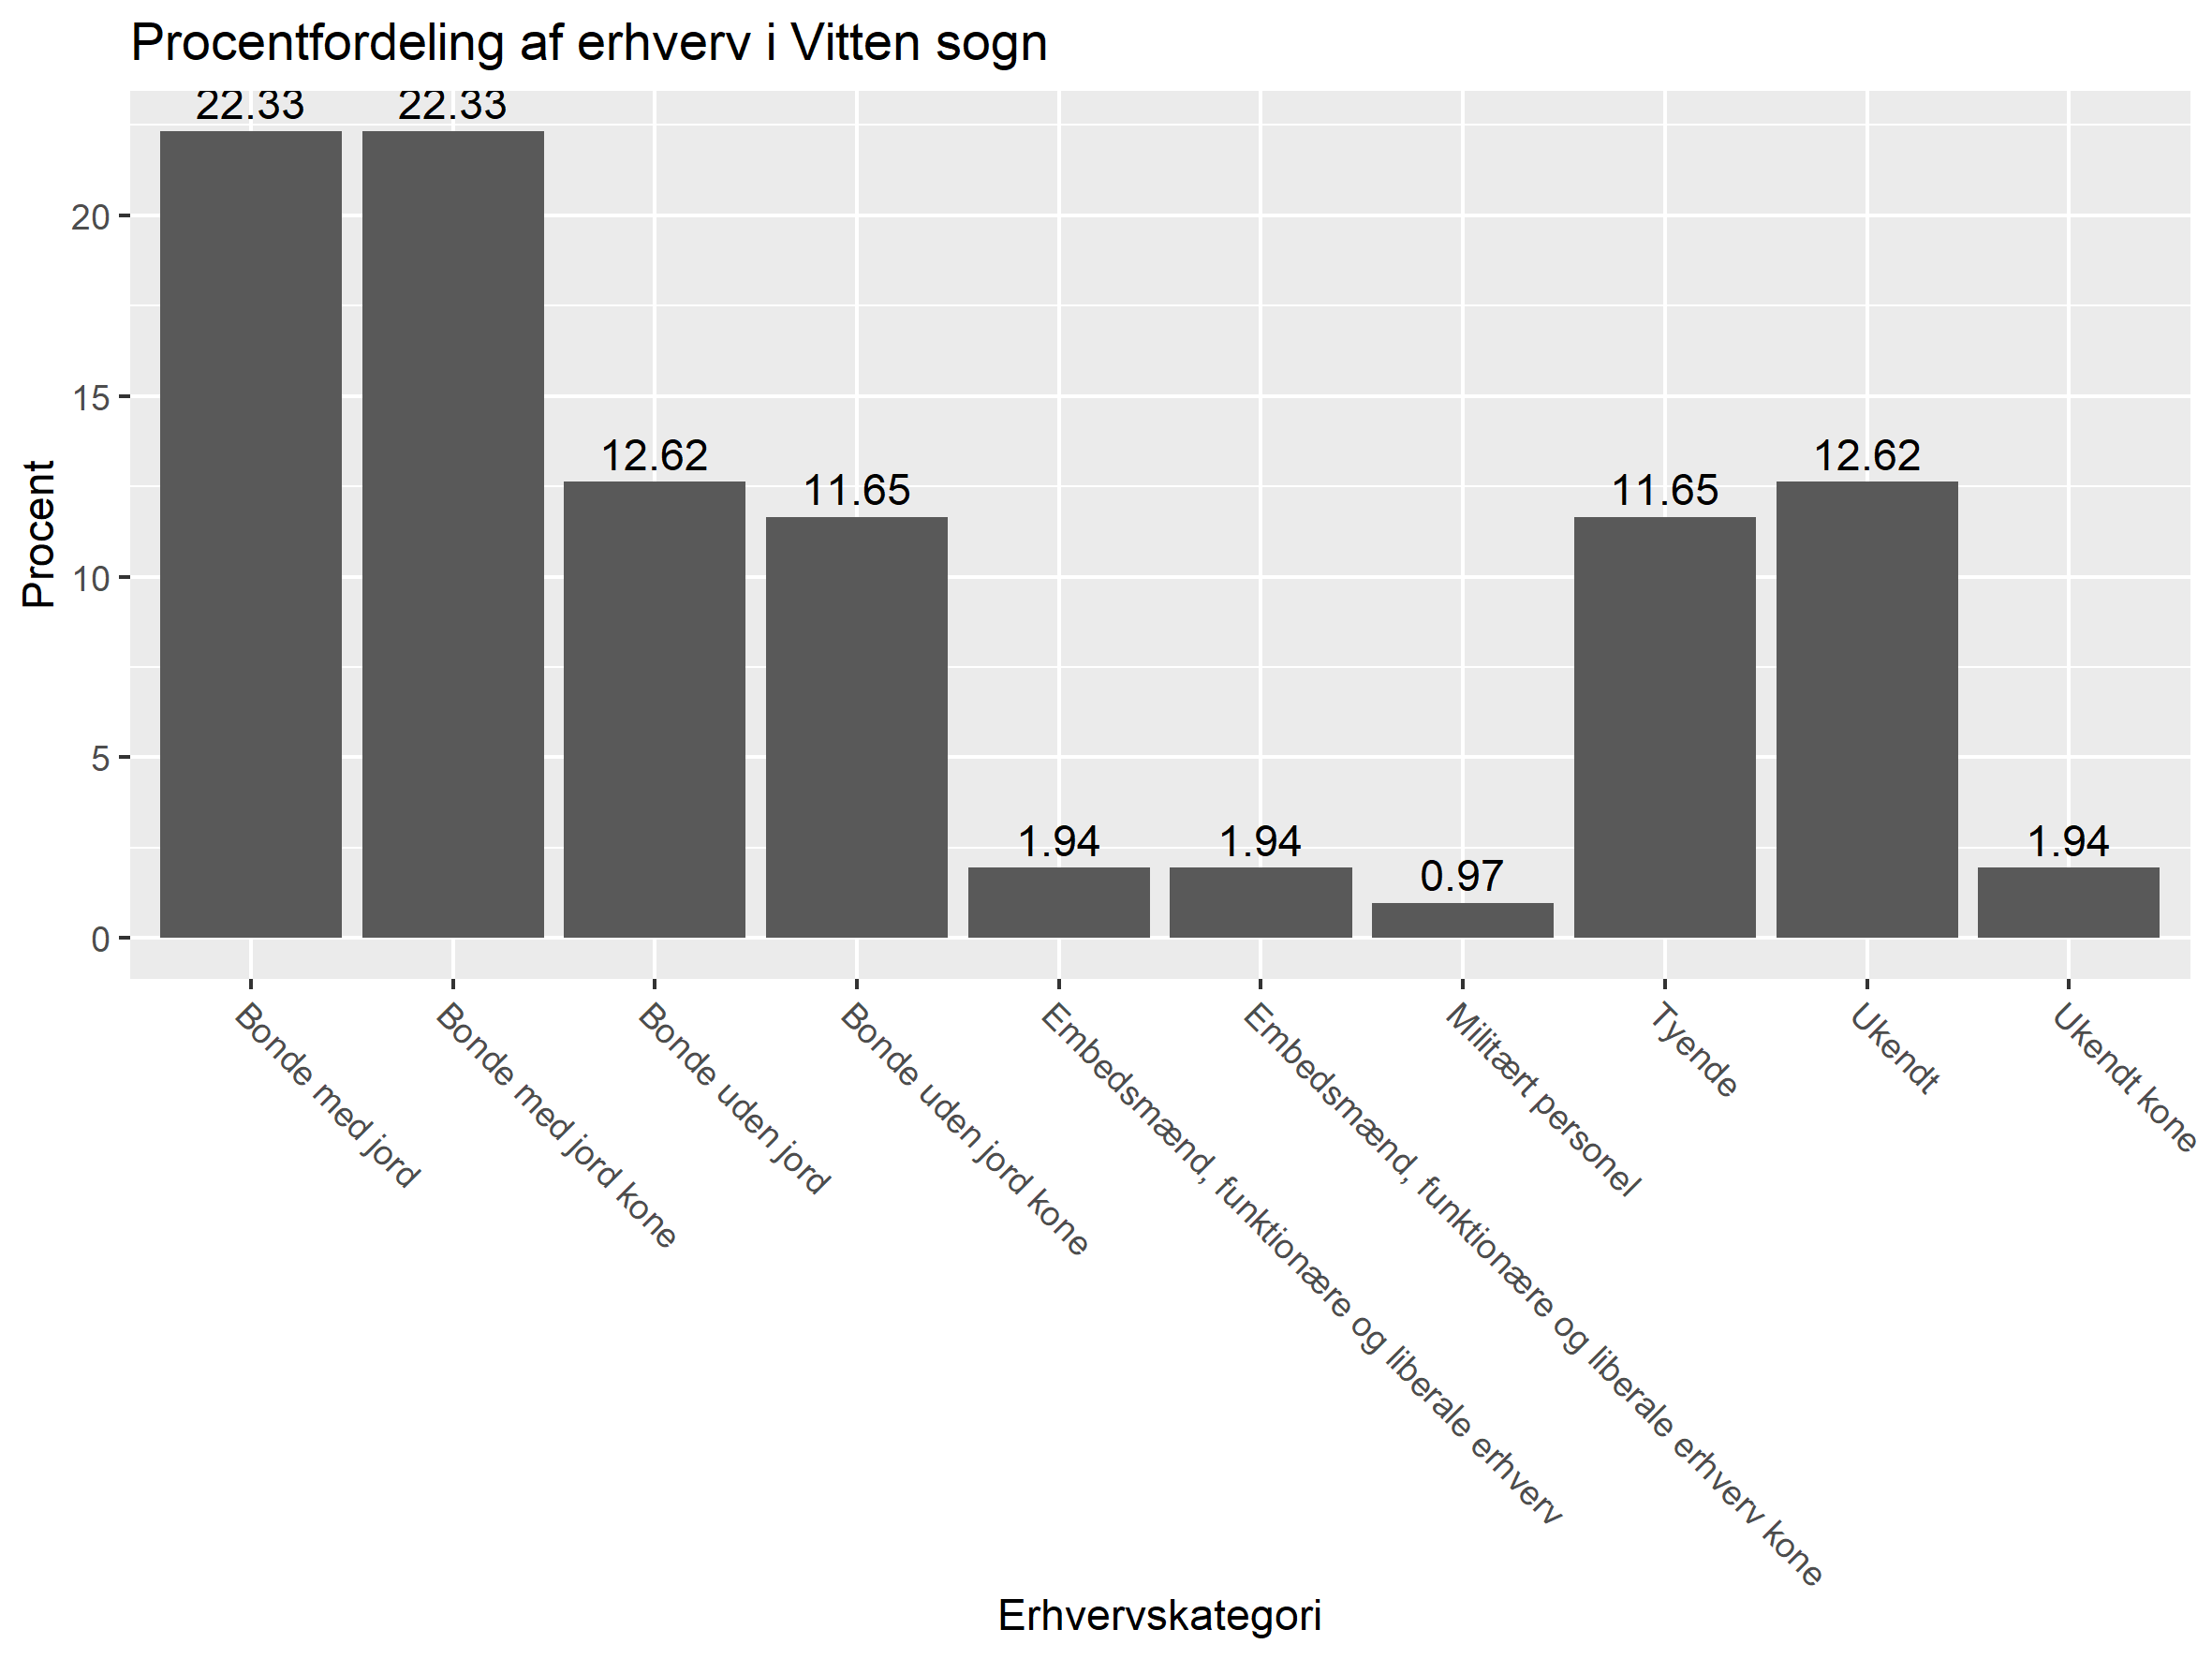 Procentfordeling af erhverv i Vitten sogn
22.33
22.33
12.62
11.65
1.94
1.94
0.97
11.65
12.62
1.94
Procent
20
15
10
5
0
Bonde med jord
Bonde med jord kone
Bonde uden jord
Bonde uden jord kone
Embedsmænd, funktionære og liberale erhverv
Embedsmænd, funktionære og liberale erhverv kone
Militært personel
Tyende
Ukendt
Ukendt kone
Erhvervskategori